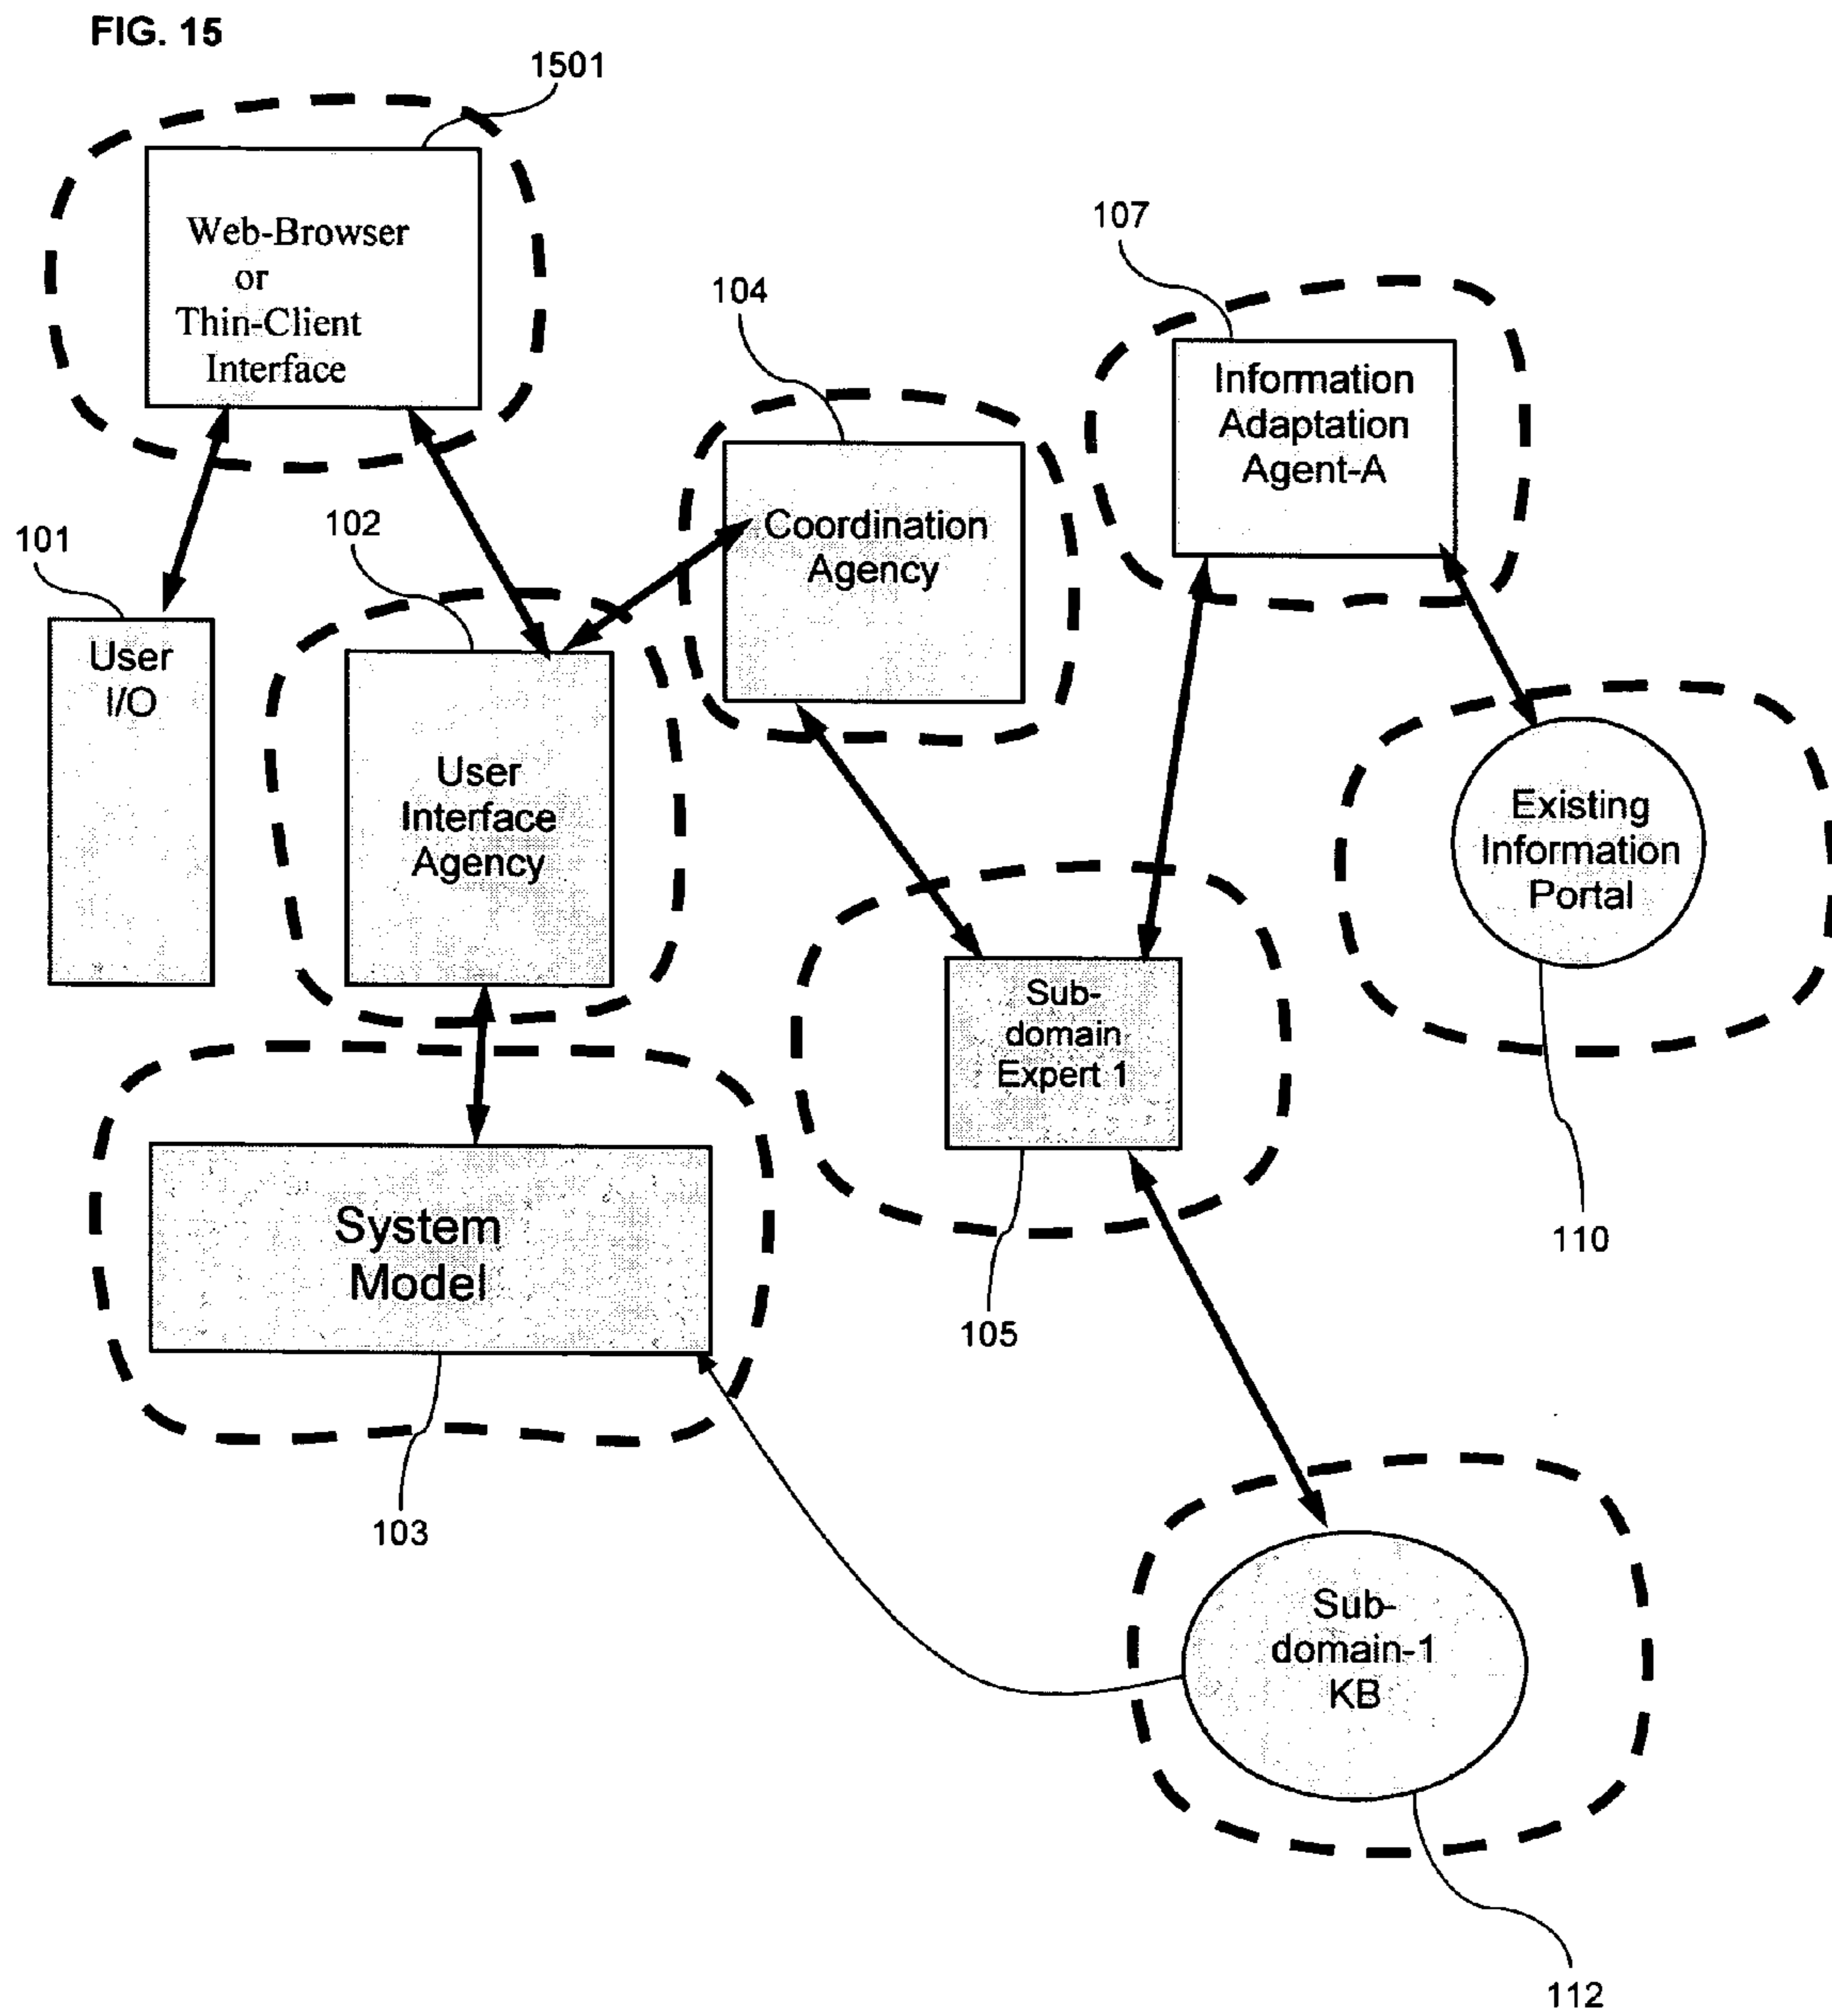 FIG. 15
1501
Web-Browser
or
Thin-Client
Interface
107
104
Information
Adaptation
Agent-A
Coordination
Agency
101
102
User
I/O
User
Interface
Agency
Existing
Information
Portal
Sub-
domain
Expert 1
System
Model
110
105
103
Sub-
domain-1
KB
112